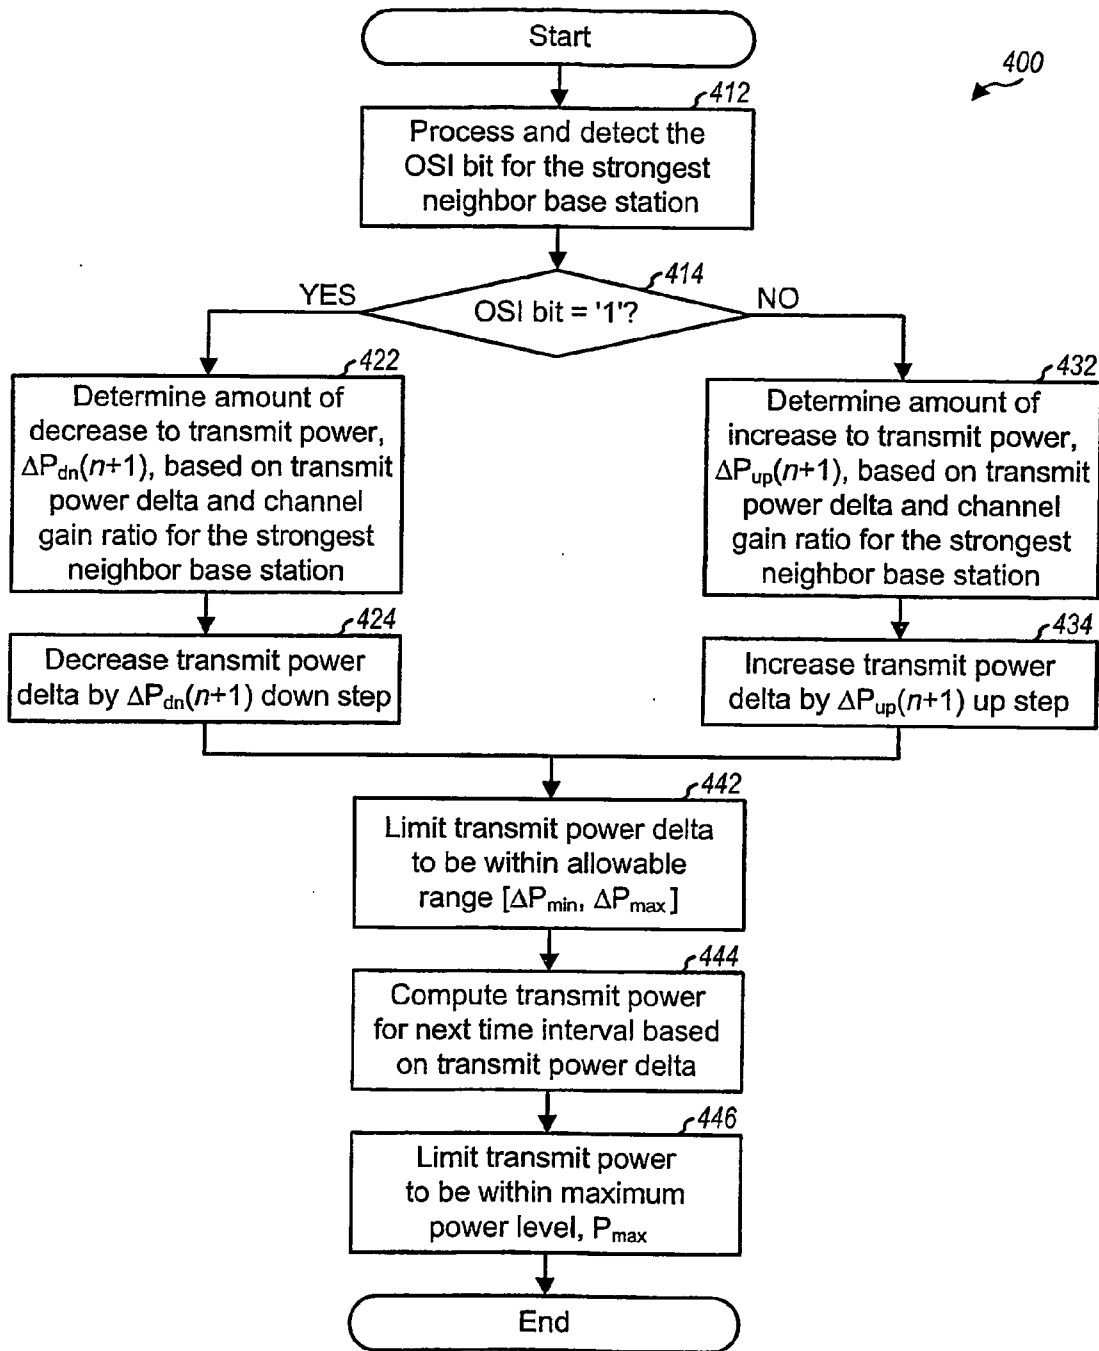 Start
400
412
Process and detect the
OSI bit for the strongest
neighbor base station
414
OSI bit = '1'?
YES
NO
422
Determine amount of
decrease to transmit power,
ΔPdn(n+1), based on transmit
power delta and channel
gain ratio for the strongest
neighbor base station
432
Determine amount of
increase to transmit power,
ΔPup(n+1), based on transmit
power delta and channel
gain ratio for the strongest
neighbor base station
424
Decrease transmit power
delta by ΔPdn(n+1) down step
434
Increase transmit power
delta by ΔPup(n+1) up step
442
Limit transmit power delta
to be within allowable
range [ΔPmin, ΔPmax]
444
Compute transmit power
for next time interval based
on transmit power delta
446
Limit transmit power
to be within maximum
power level, Pmax
End